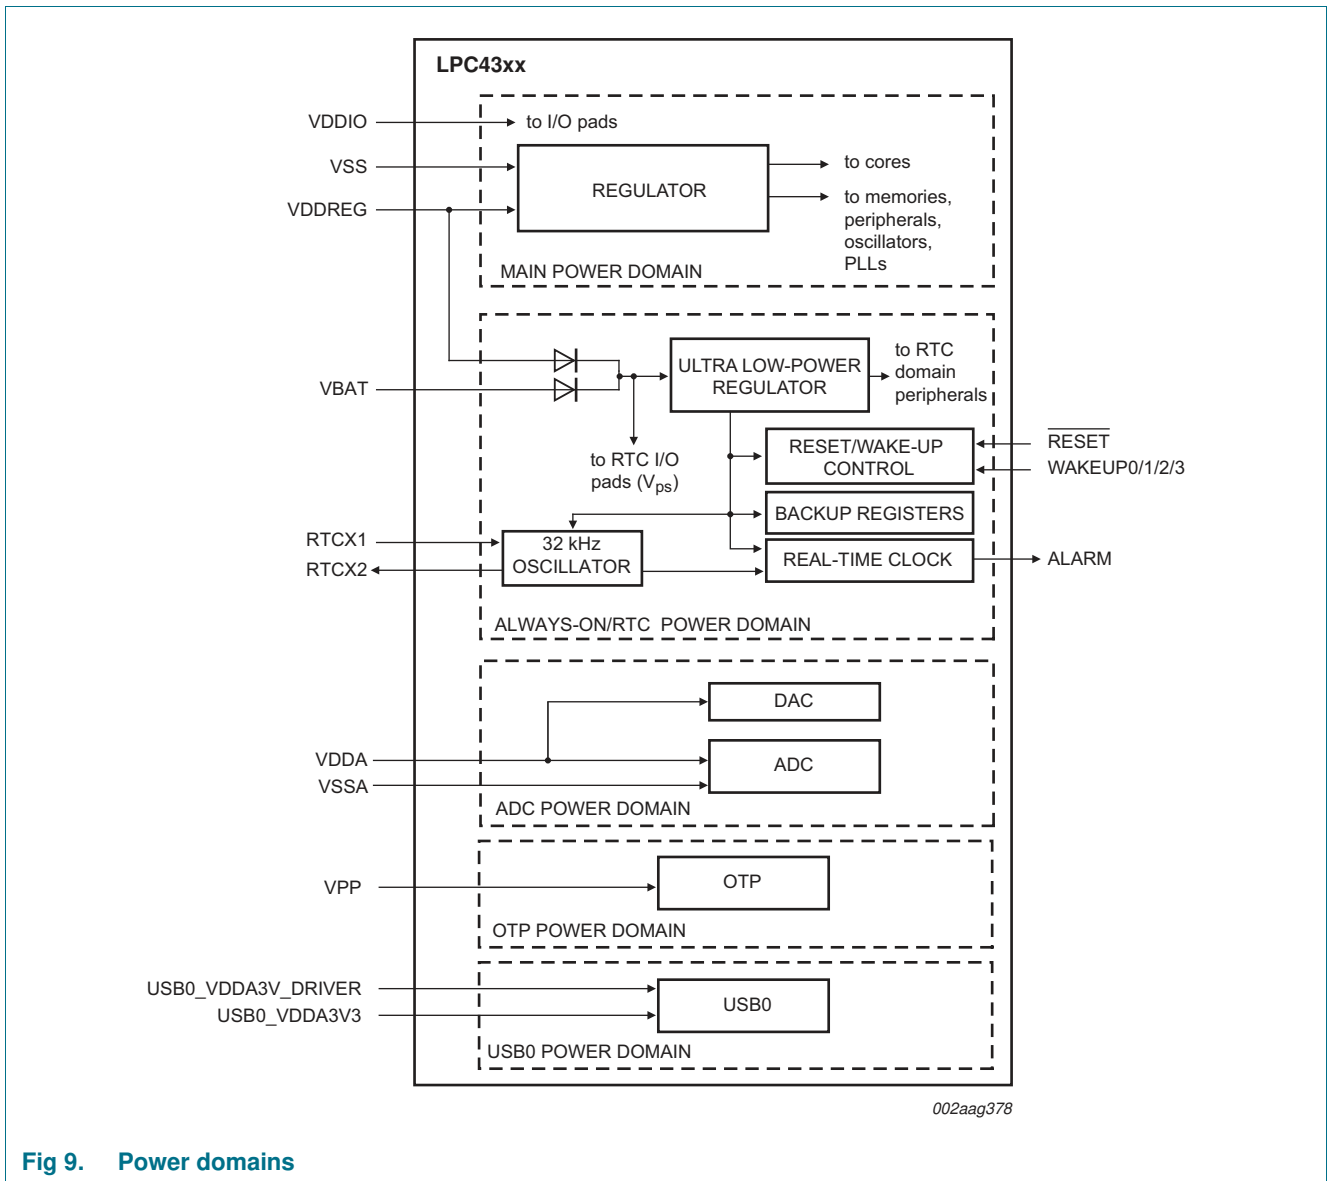 LPC43xx
VDDIO
to I/O pads
VSS
VDDREG
REGULATOR
to cores
to memories,
peripherals,
oscillators,
PLLs
MAIN POWER DOMAIN
VBAT
ULTRA LOW-POWER
REGULATOR
to RTC
domain
peripherals
to RTC I/O
pads (Vps)
RESET/WAKE-UP
CONTROL
RESET
WAKEUP0/1/2/3
BACKUP REGISTERS
RTCX1
RTCX2
32 kHz
OSCILLATOR
REAL-TIME CLOCK
ALARM
ALWAYS-ON/RTC POWER DOMAIN
DAC
VDDA
VSSA
ADC
ADC POWER DOMAIN
VPP
OTP
OTP POWER DOMAIN
USB0_VDDA3V_DRIVER
USB0_VDDA3V3
USB0
USB0 POWER DOMAIN
002aag378
Fig 9. Power domains